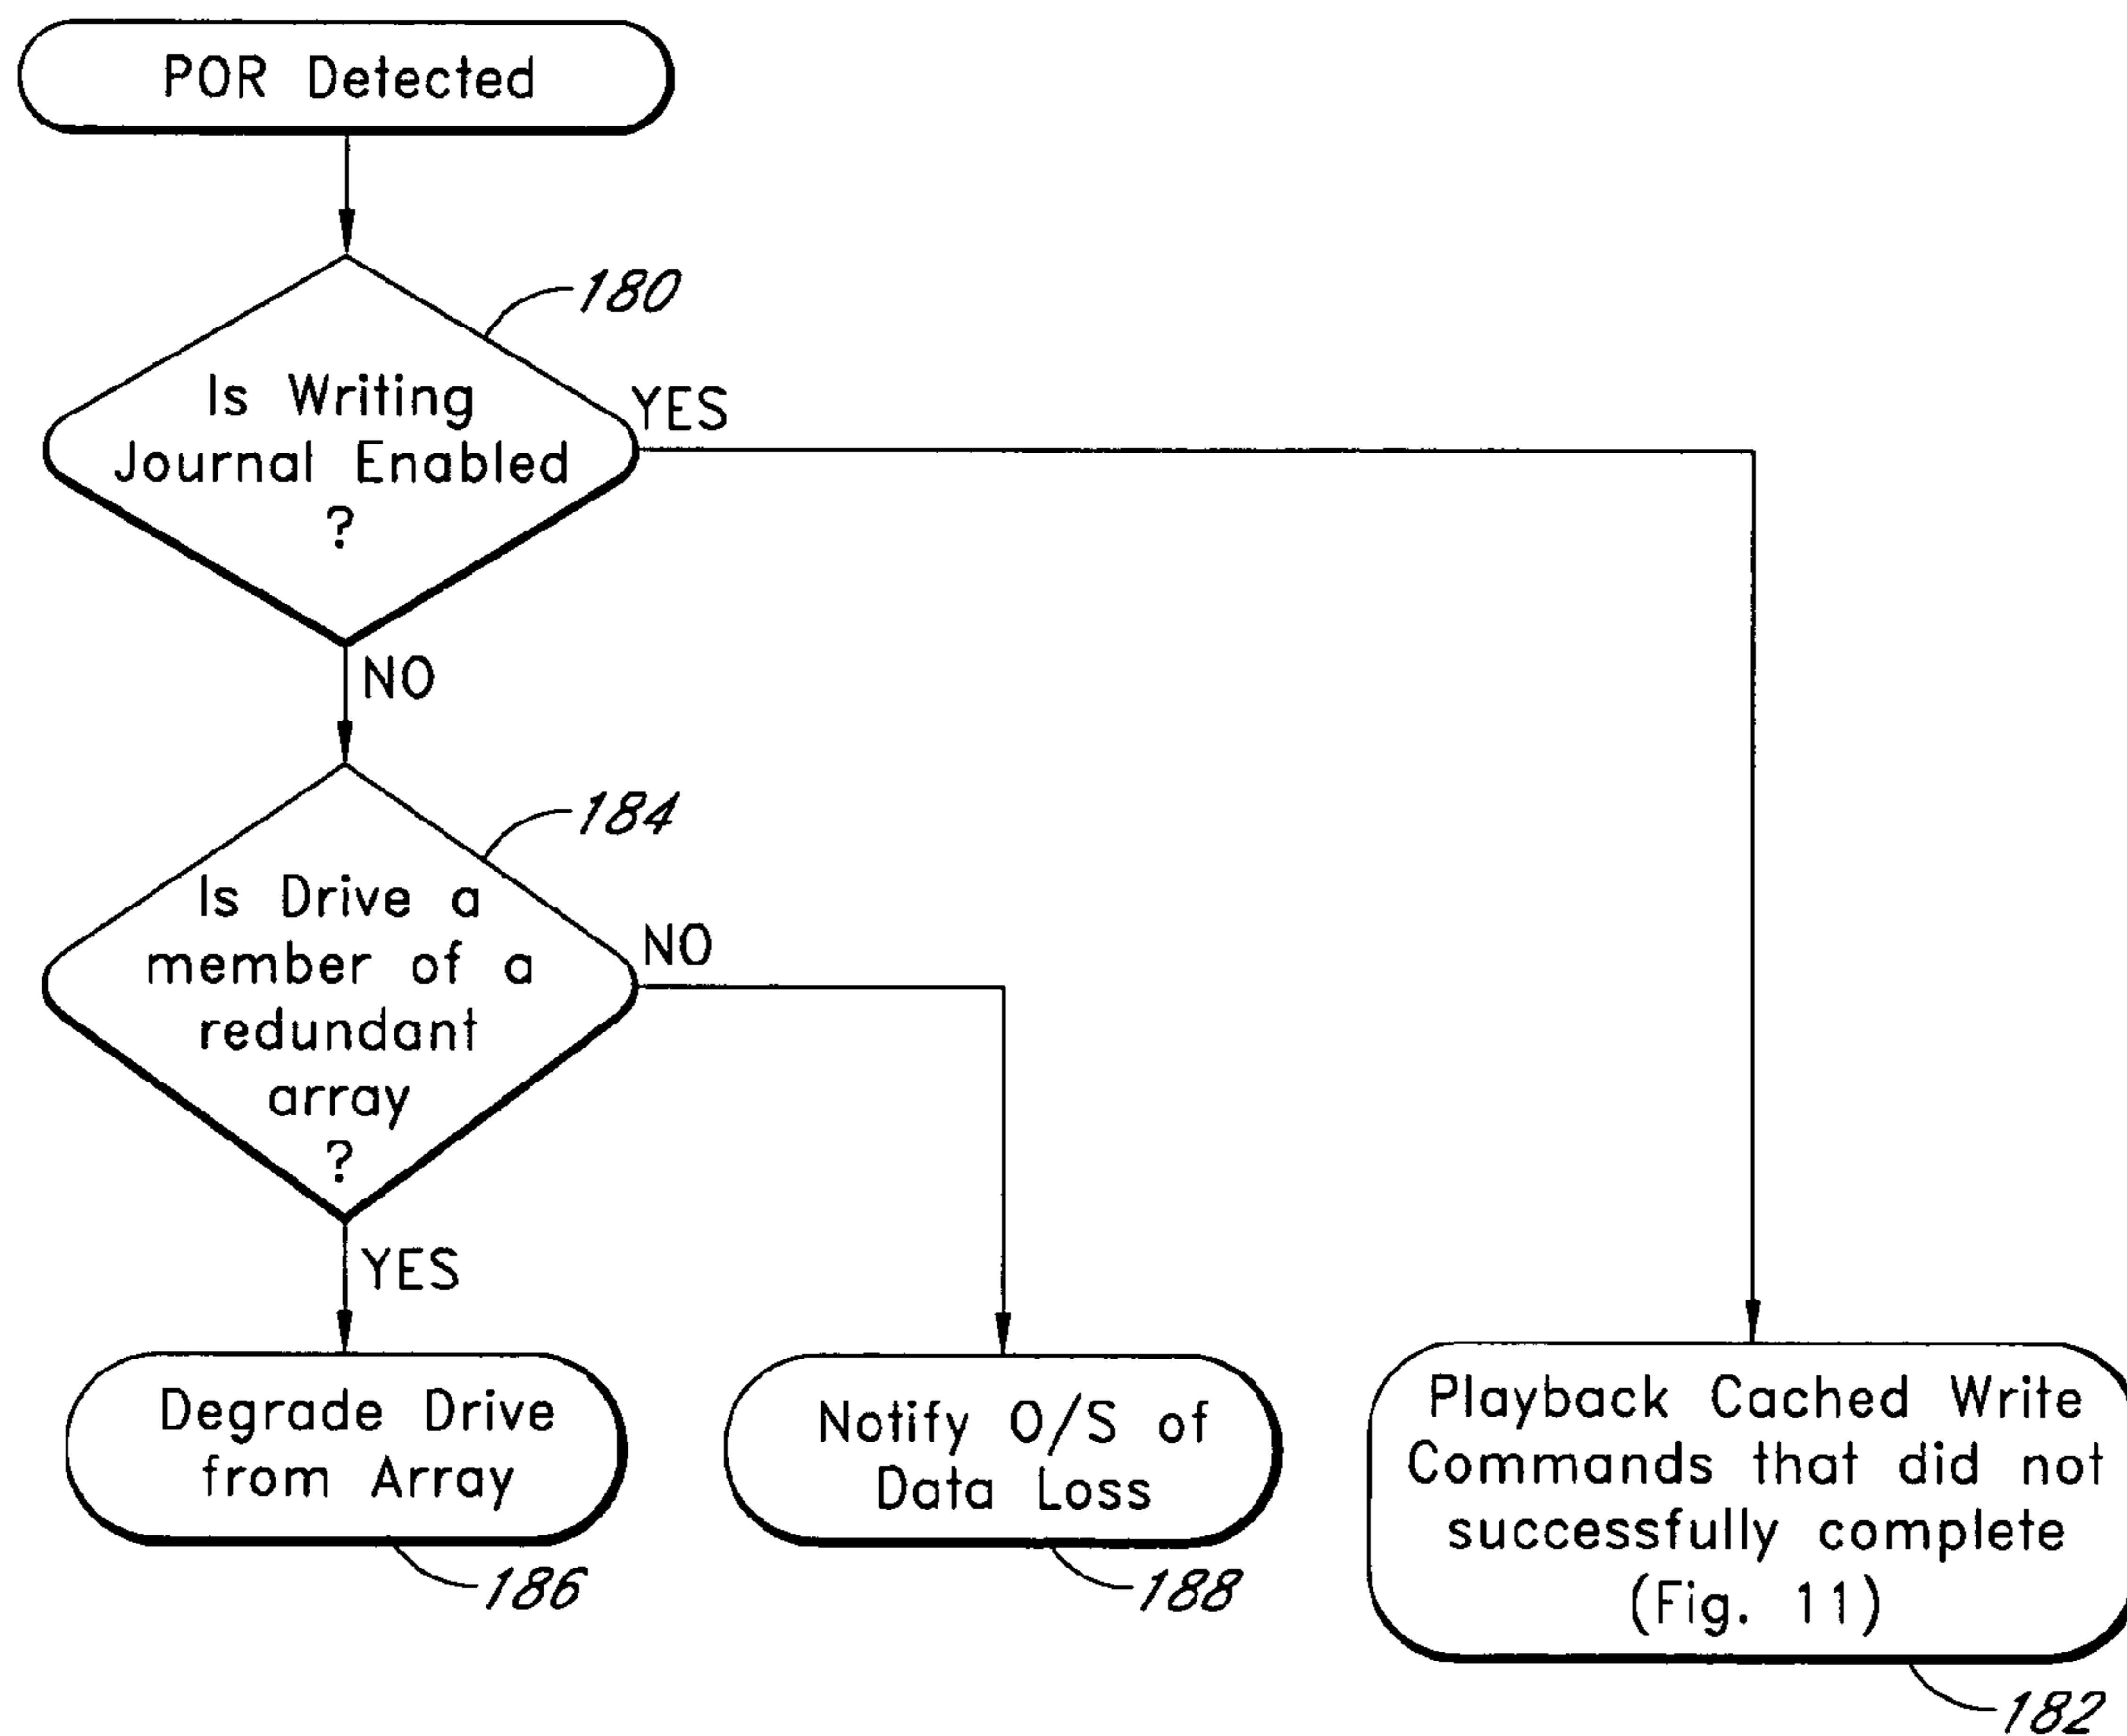 POR Detected
180
Is Writing
Journal Enabled
?
YES
NO
184
Is Drive a
member of a
redundant
array
?
NO
YES
Degrade Drive
from Array
186
Notify O/S of
Data Loss
188
Playback Cached Write
Commands that did not
successfully complete
(Fig. 11)
182